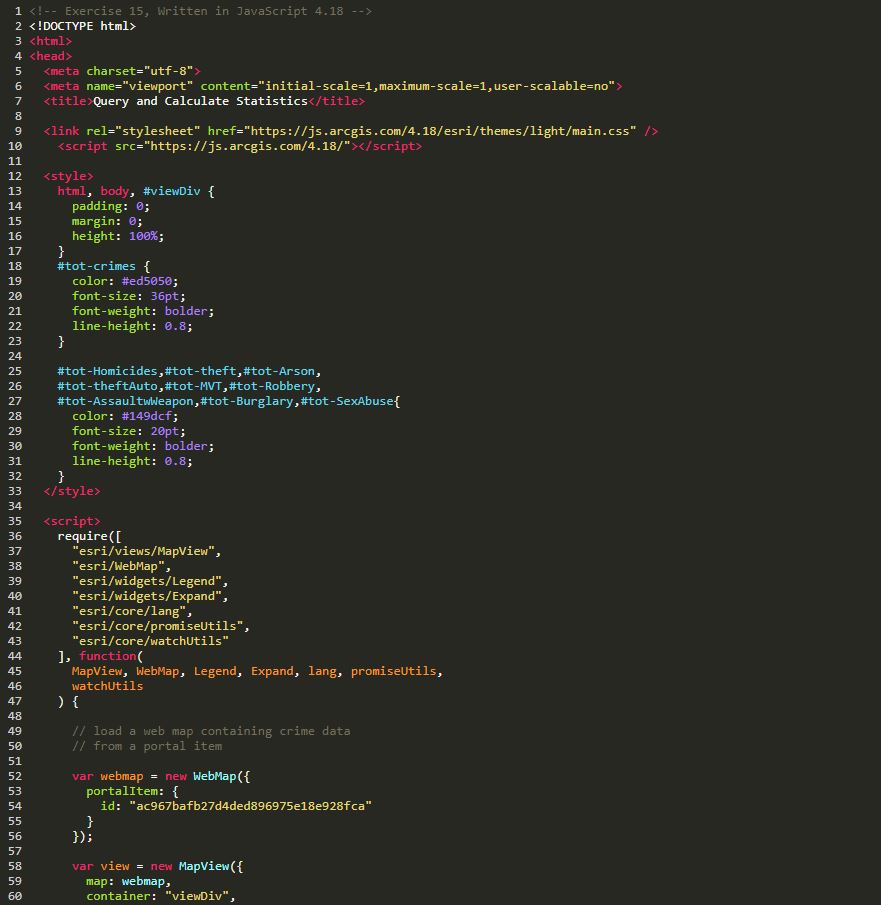 1 <!-- Exercise 15, Written in JavaScript 4.18 -->
2 <!DOCTYPE html>
3 <html>
4 <head>
5   <meta charset="utf-8">
6   <meta name="viewport" content="initial-scale=1,maximum-scale=1,user-scalable=no">
7   <title>Query and Calculate Statistics</title>
8
9   <link rel="stylesheet" href="https://js.arcgis.com/4.18/esri/themes/light/main.css" />
10     <script src="https://js.arcgis.com/4.18/"></script>
11
12   <style>
13     html, body, #viewDiv {
14       padding: 0;
15       margin: 0;
16       height: 100%;
17     }
18     #tot-crimes {
19       color: #ed5050;
20       font-size: 36pt;
21       font-weight: bolder;
22       line-height: 0.8;
23     }
24
25     #tot-Homicides,#tot-theft,#tot-Arson,
26     #tot-theftAuto,#tot-MVT,#tot-Robbery,
27     #tot-AssaultwWeapon,#tot-Burglary,#tot-SexAbuse{
28       color: #149dcf;
29       font-size: 20pt;
30       font-weight: bolder;
31       line-height: 0.8;
32     }
33   </style>
34
35   <script>
36     require([
37       "esri/views/MapView",
38       "esri/WebMap",
39       "esri/widgets/Legend",
40       "esri/widgets/Expand",
41       "esri/core/lang",
42       "esri/core/promiseUtils",
43       "esri/core/watchUtils"
44     ], function(
45       MapView, WebMap, Legend, Expand, lang, promiseUtils,
46       watchUtils
47     ) {
48
49       // load a web map containing crime data
50       // from a portal item
51
52       var webmap = new WebMap({
53         portalItem: {
54           id: "ac967bafb27d4ded896975e18e928fca"
55         }
56       });
57
58       var view = new MapView({
59         map: webmap,
60         container: "viewDiv",